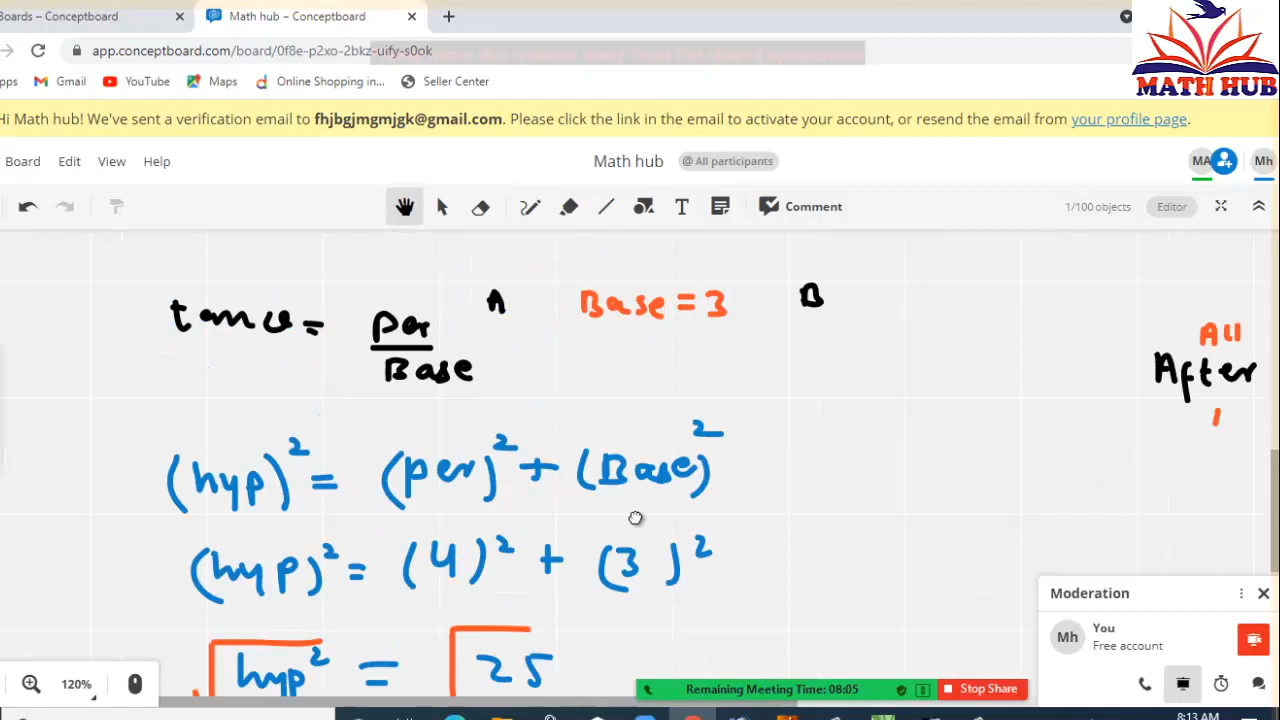 Boards – Conceptboard
Math hub – Conceptboard
app.conceptboard.com/board/0f8e-p2xo-2bkz-uify-s0ok
MATH HUB
pps
Gmail
YouTube
Maps
Online Shopping in...
Seller Center
Hi Math hub! We've sent a verification email to fhjbgjmgmjgk@gmail.com. Please click the link in the email to activate your account, or resend the email from your profile page.
Board Edit View Help
Math hub
@ All participants
MA
Mh
Comment
1/100 objects
Editor
A Base = 3 B
= per
Base
All
After
1
(hyp)² = (per)² + (Base)²
(hyp)² = (4)² + (3)²
hyp² = 25
Moderation
Mh
You
Free account
120%
Remaining Meeting Time: 08:05
Stop Share
8:13 AM